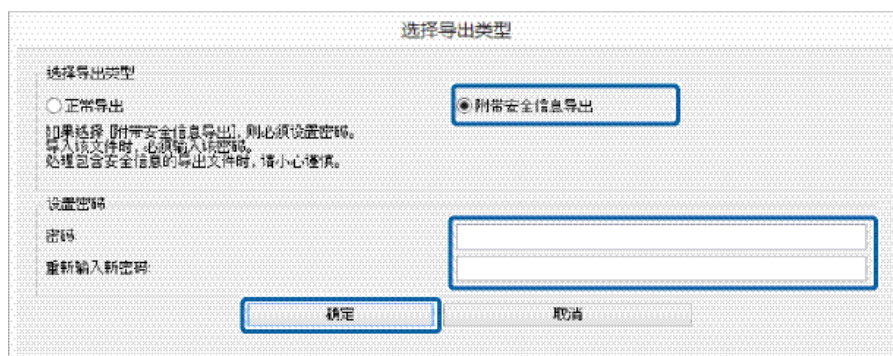 选择导出类型
选择导出类型
正常导出
附带安全信息导出
如果选择 [附带安全信息导出], 则必须设置密码。
导入该文件时, 必须输入该密码。
处理包含安全信息的导出文件时, 请小心谨慎。
设置密码
密码:
重新输入新密码:
确定
取消